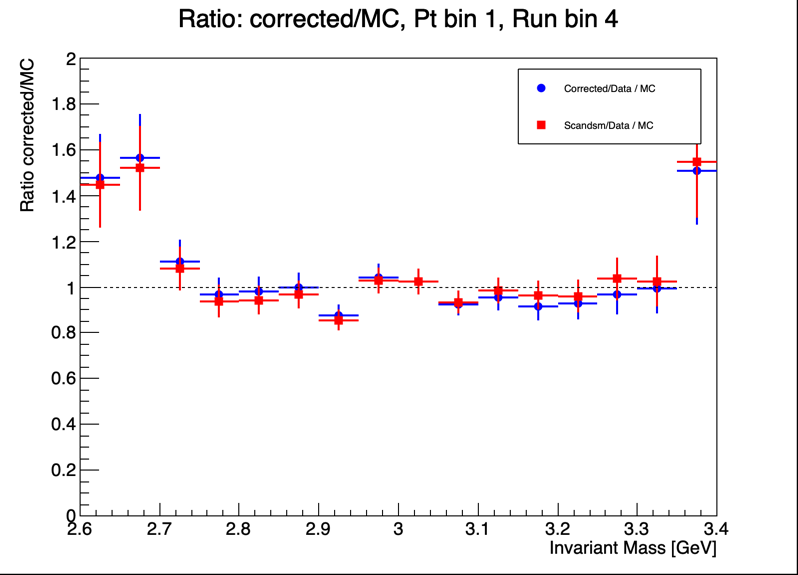 Ratio: corrected/MC, Pt bin 1, Run bin 4
Ratio corrected/MC
2
1.8
1.6
1.4
1.2
1
0.8
0.6
0.4
0.2
0
Corrected/Data / MC
Scandsm/Data / MC
2.6 2.7 2.8 2.9 3 3.1 3.2 3.3 3.4
Invariant Mass [GeV]